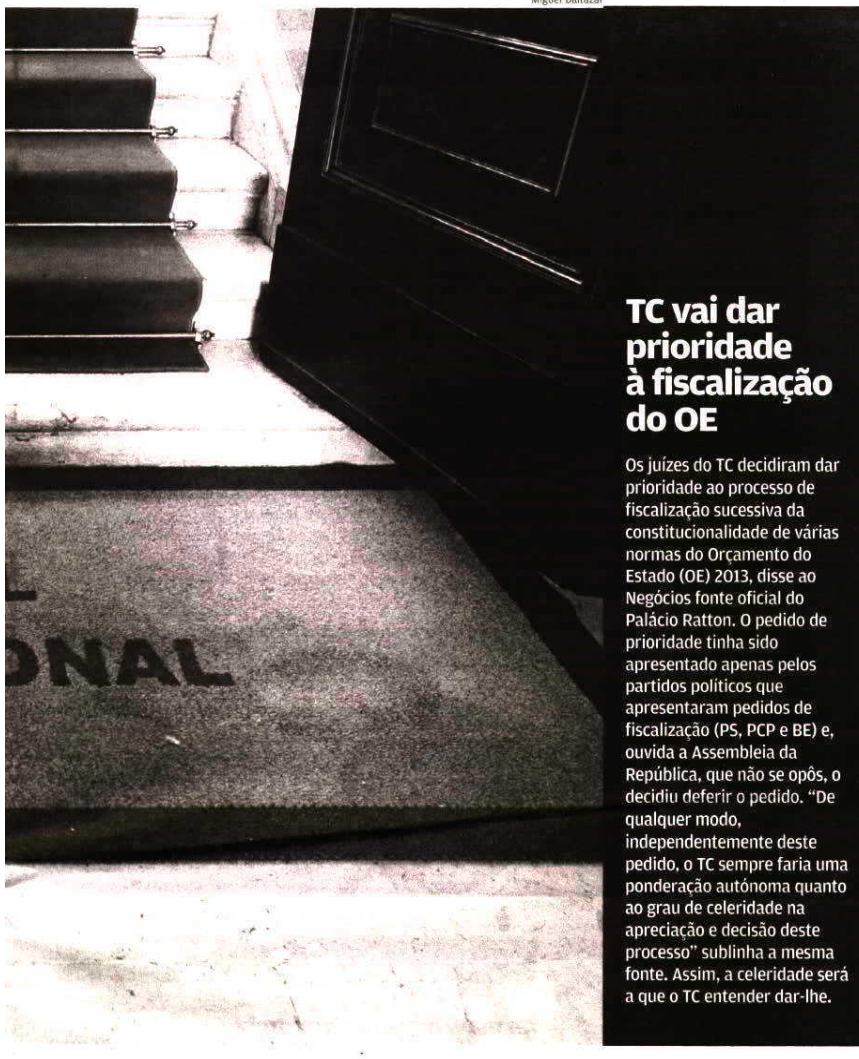 Miguel Baltazar
L
ONAL
TC vai dar
prioridade
à fiscalização
do OE
Os juízes do TC decidiram dar
prioridade ao processo de
fiscalização sucessiva da
constitucionalidade de várias
normas do Orçamento do
Estado (OE) 2013, disse ao
Negócios fonte oficial do
Palácio Ratton. O pedido de
prioridade tinha sido
apresentado apenas pelos
partidos políticos que
apresentaram pedidos de
fiscalização (PS, PCP e BE) e,
ouvida a Assembleia da
República, que não se opôs, o
decidiu deferir o pedido. “De
qualquer modo,
independentemente deste
pedido, o TC sempre faria uma
ponderação autónoma quanto
ao grau de celeridade na
apreciação e decisão deste
processo” sublinha a mesma
fonte. Assim, a celeridade será
a que o TC entender dar-lhe.